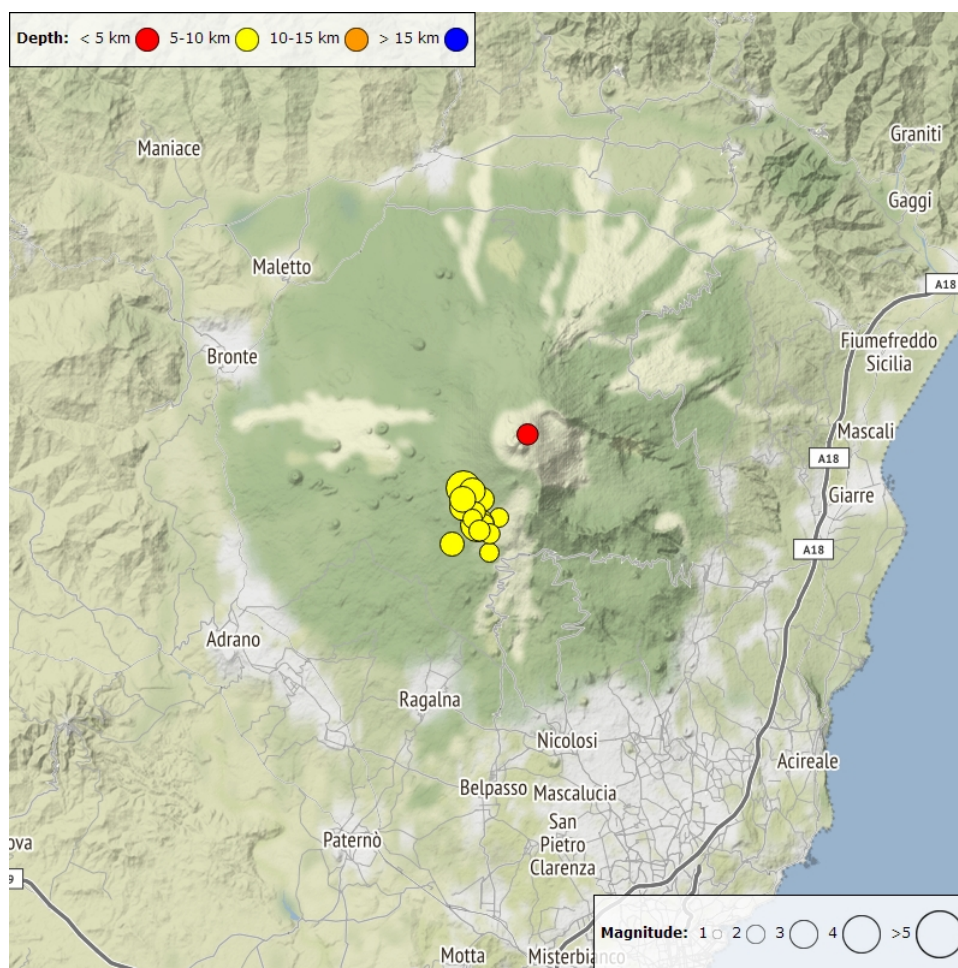 Depth: < 5 km 5-10 km 10-15 km > 15 km
Maniace
Graniti
Gaggi
Maletto
A18
Fiumefreddo
Sicilia
Bronte
Mascali
A18
Giarre
A18
Adrano
Ragalna
Nicolosi
Acireale
Belpasso
Mascalucia
San
Pietro
Clarenza
Paternò
ova
9
Magnitude: 1 2 3 4 >5
Motta
Misterbianco